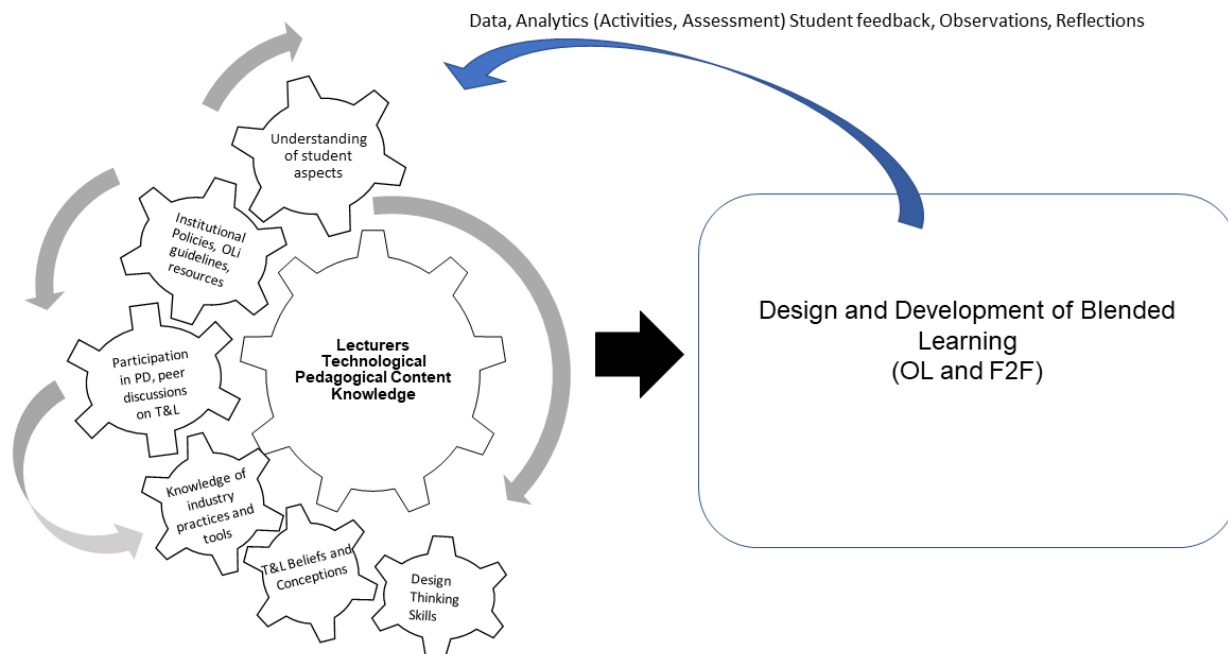 Data, Analytics (Activities, Assessment) Student feedback, Observations, Reflections
Understanding
of student
aspects
Institutional
Policies, OLi
guidelines,
resources
Participation
in PD, peer
discussions
on T&L
Knowledge of
industry
practices and
tools
T&L Beliefs and
Conceptions
Design
Thinking
Skills
Lecturers
Technological
Pedagogical Content
Knowledge
Design and Development of Blended
Learning
(OL and F2F)